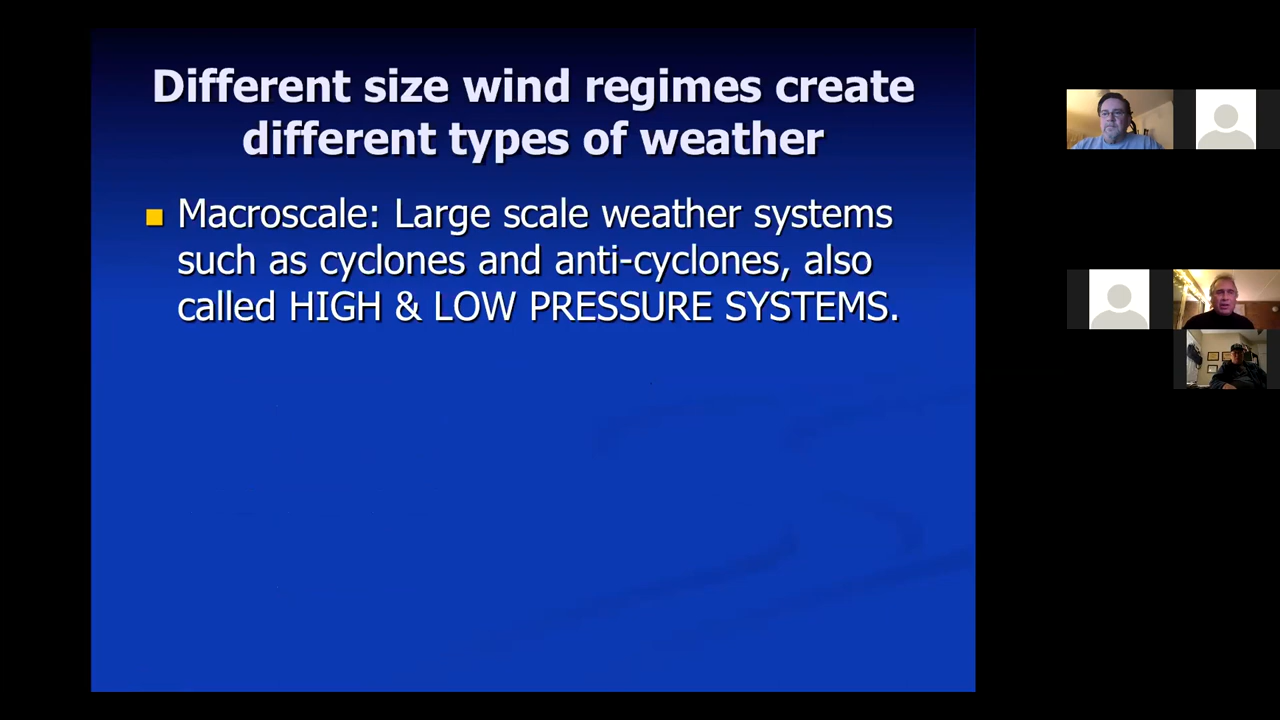 Different size wind regimes create
different types of weather
Macroscale: Large scale weather systems
such as cyclones and anti-cyclones, also
called HIGH & LOW PRESSURE SYSTEMS.